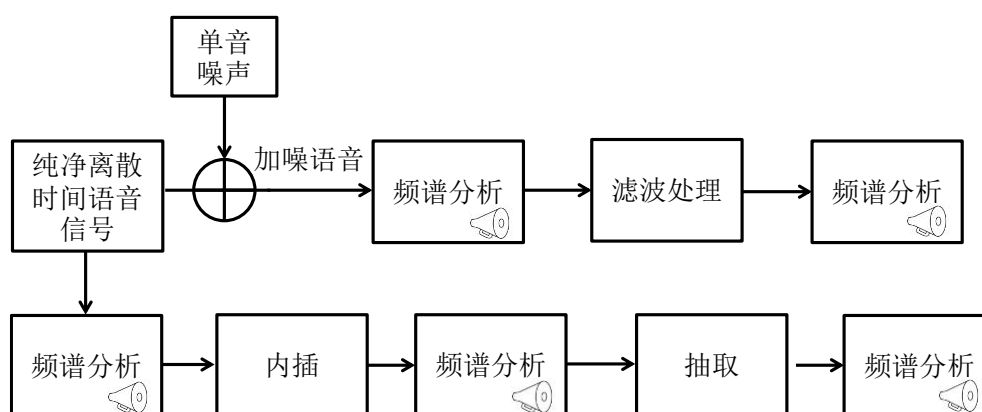 单音
噪声
纯净离散
时间语音
信号
加噪语音
频谱分析
滤波处理
频谱分析
频谱分析
内插
频谱分析
抽取
频谱分析